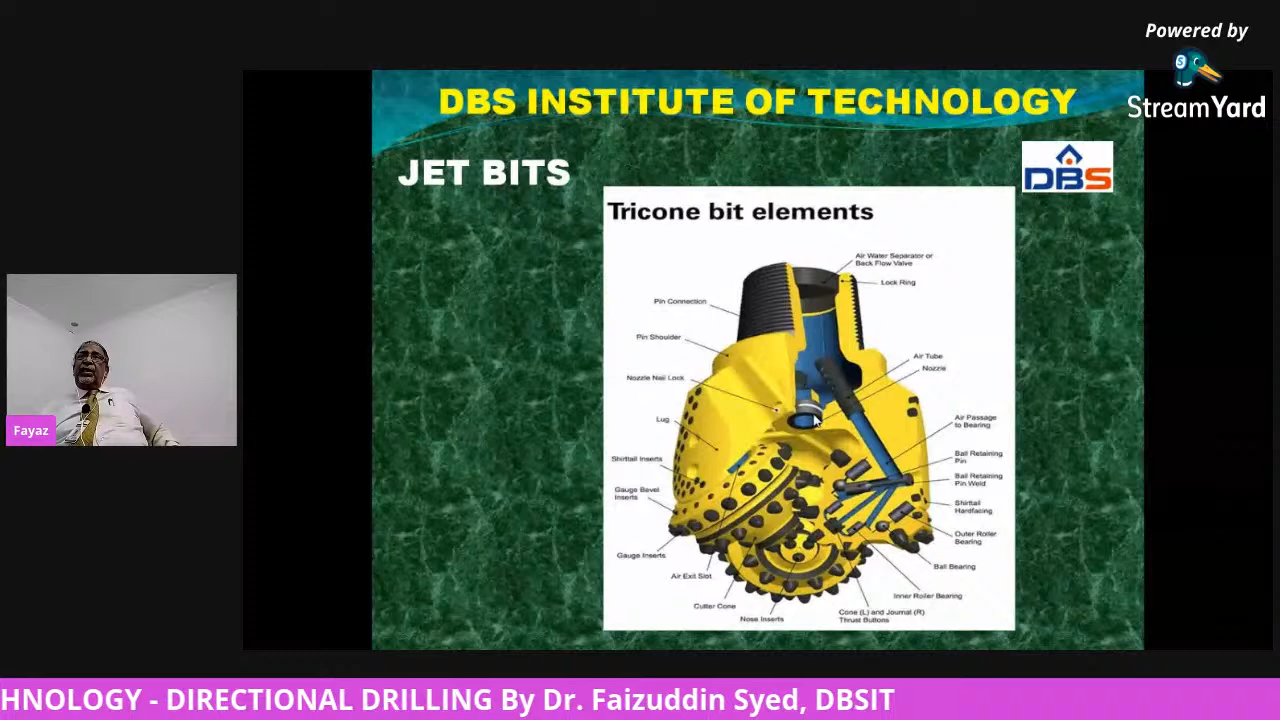 Powered by
StreamYard
DBS INSTITUTE OF TECHNOLOGY
JET BITS
DBS
Tricone bit elements
Air Water Separator or
Back Flow Valve
Lock Ring
Pin Connection
Pin Shoulder
Air Tube
Nozzle
Nozzle Nail Lock
Lug
Air Passage
to Bearing
Shirttail Inserts
Ball Retaining
Pin
Ball Retaining
Pin Weld
Gauge Bevel
Inserts
Shirttail
Hardfacing
Outer Roller
Bearing
Gauge Inserts
Ball Bearing
Air Exit Slot
Inner Roller Bearing
Cutter Cone
Cone (L) and Journal (R)
Thrust Buttons
Nose Inserts
Fayaz
HNOLOGY - DIRECTIONAL DRILLING By Dr. Faizuddin Syed, DBSIT